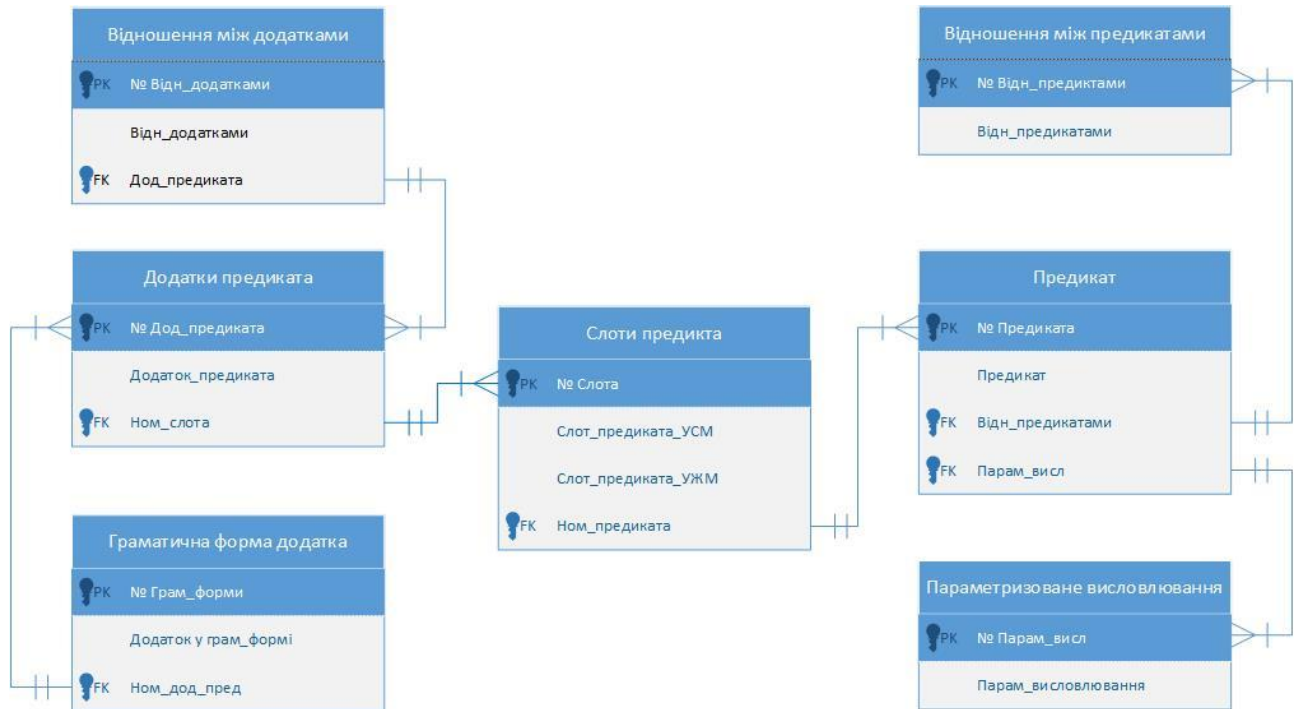 Відношення між додатками
PK № Відн_додатками
Відн_додатками
FK Дод_предиката
Додатки предиката
PK № Дод_предиката
Додаток_предиката
FK Ном_слота
Граматична форма додатка
PK № Грам_форми
Додаток у грам_формі
FK Ном_дод_пред
Слоти предикта
PK № Слота
Слот_предиката_УСМ
Слот_предиката_УЖМ
FK Ном_предиката
Відношення між предикатами
PK № Відн_предиктами
Відн_предикатами
Предикат
PK № Предиката
Предикат
FK Відн_предикатами
FK Парам_висл
Параметризоване висловлювання
PK № Парам_висл
Парам_висловлювання